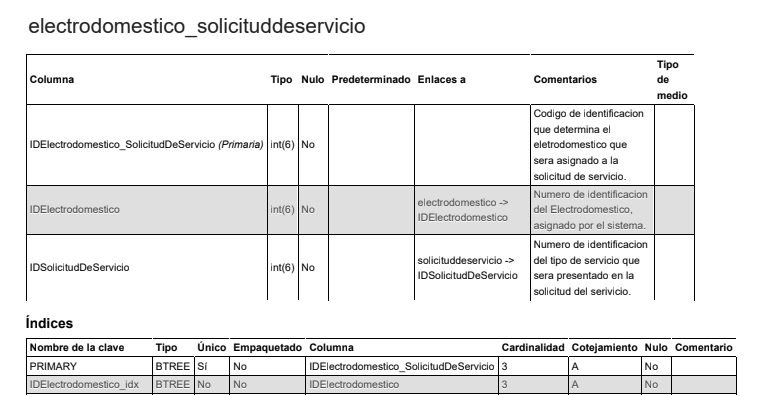 electrodomestico_solicituddeservicio
Columna Tipo Nulo Predeterminado Enlaces a Comentarios Tipo de medio
IDElectrodomestico_SolicitudDeServicio (Primaria) int(6) No Codigo de identificacion
que determina el
eletrodomestico que
sera asignado a la
solicitud de servicio.
IDElectrodomestico int(6) No electrodomestico -> IDElectrodomestico Numero de identificacion
del Electrodomestico,
asignado por el sistema.
IDSolicitudDeServicio int(6) No solicituddeservicio -> IDSolicitudDeServicio Numero de identificacion
del tipo de servicio que
sera presentado en la
solicitud del serivicio.
Índices
Nombre de la clave Tipo Único Empaquetado Columna Cardinalidad Cotejamiento Nulo Comentario
PRIMARY BTREE Sí No IDElectrodomestico_SolicitudDeServicio 3 A No
IDElectrodomestico_idx BTREE No No IDElectrodomestico 3 A No